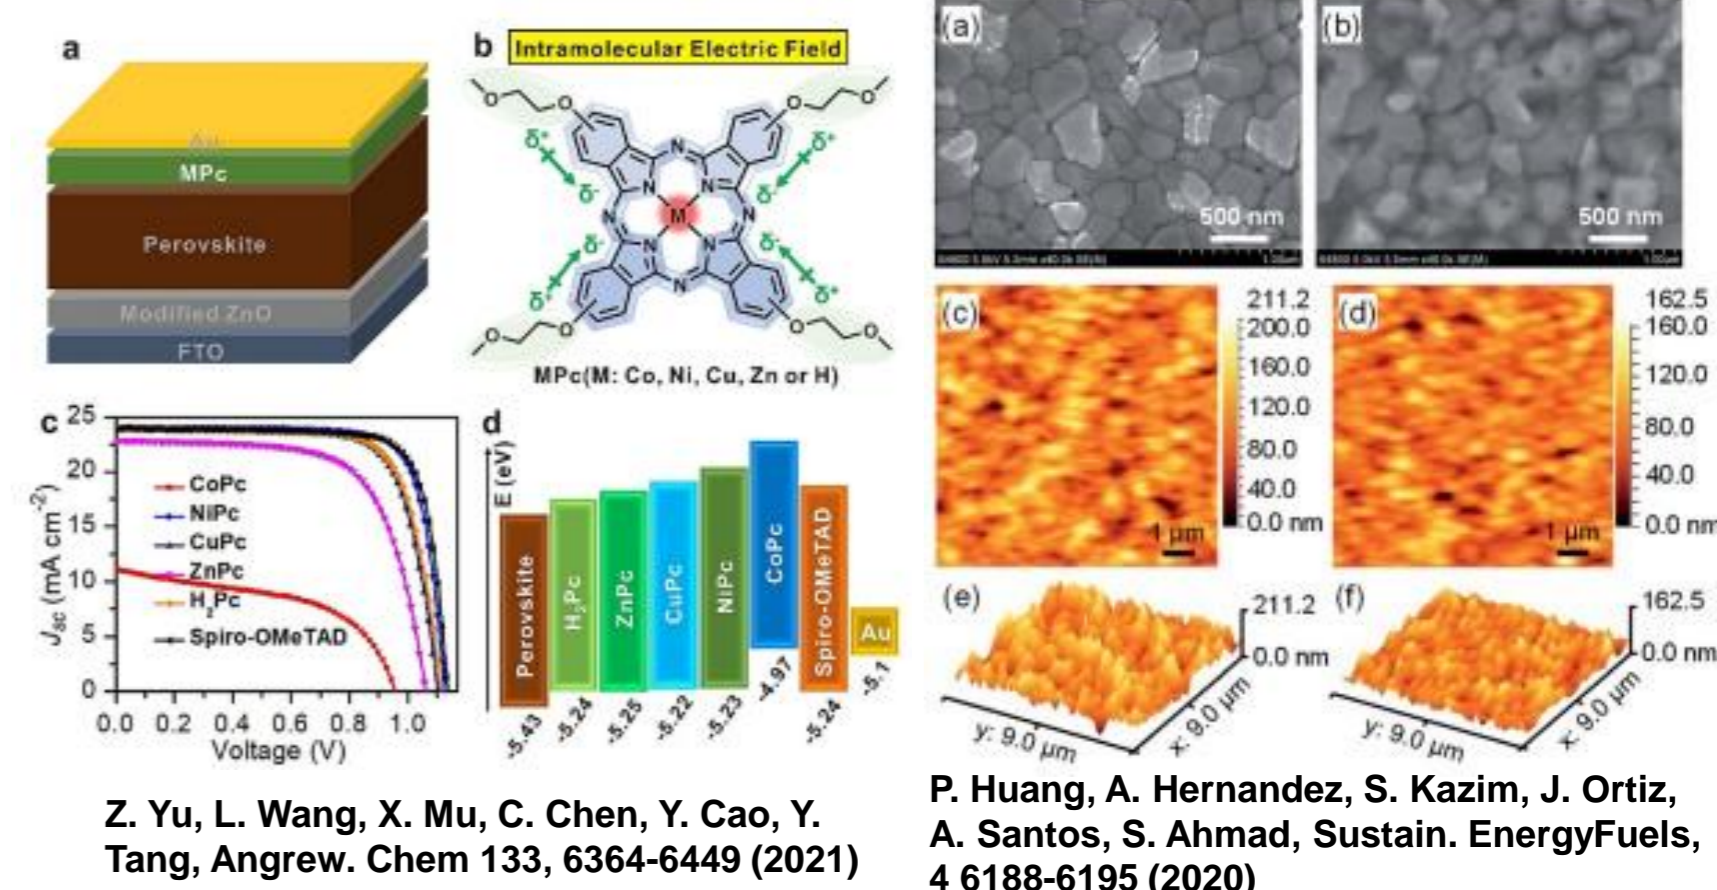 a
Au
MPc
Perovskite
Modified ZnO
FTO
b
Intramolecular Electric Field
O
O
O
O
δ+
δ-
δ+
δ-
N
N
N
N
M
N
N
N
N
δ-
δ+
δ-
δ+
O
O
O
O
MPc(M: Co, Ni, Cu, Zn or H)
c
25
20
15
10
5
0
Jsc (mA cm-2)
CoPc
NiPc
CuPc
ZnPc
H2Pc
Spiro-OMeTAD
0.0 0.2 0.4 0.6 0.8 1.0
Voltage (V)
d
E (eV)
Perovskite
H2Pc
ZnPc
CuPc
NiPc
CoPc
Spiro-OMeTAD
Au
-5.43
-5.24
-5.25
-5.22
-5.23
-4.97
-5.24
-5.1
Z. Yu, L. Wang, X. Mu, C. Chen, Y. Cao, Y.
Tang, Angrew. Chem 133, 6364-6449 (2021)
(a)
500 nm
(b)
500 nm
(c)
1 µm
211.2
200.0
160.0
120.0
80.0
40.0
0.0 nm
(d)
1 µm
162.5
160.0
120.0
80.0
40.0
0.0 nm
(e)
211.2
0.0 nm
y: 9.0 µm
x: 9.0 µm
(f)
162.5
0.0 nm
y: 9.0 µm
x: 9.0 µm
P. Huang, A. Hernandez, S. Kazim, J. Ortiz,
A. Santos, S. Ahmad, Sustain. EnergyFuels,
4 6188-6195 (2020)